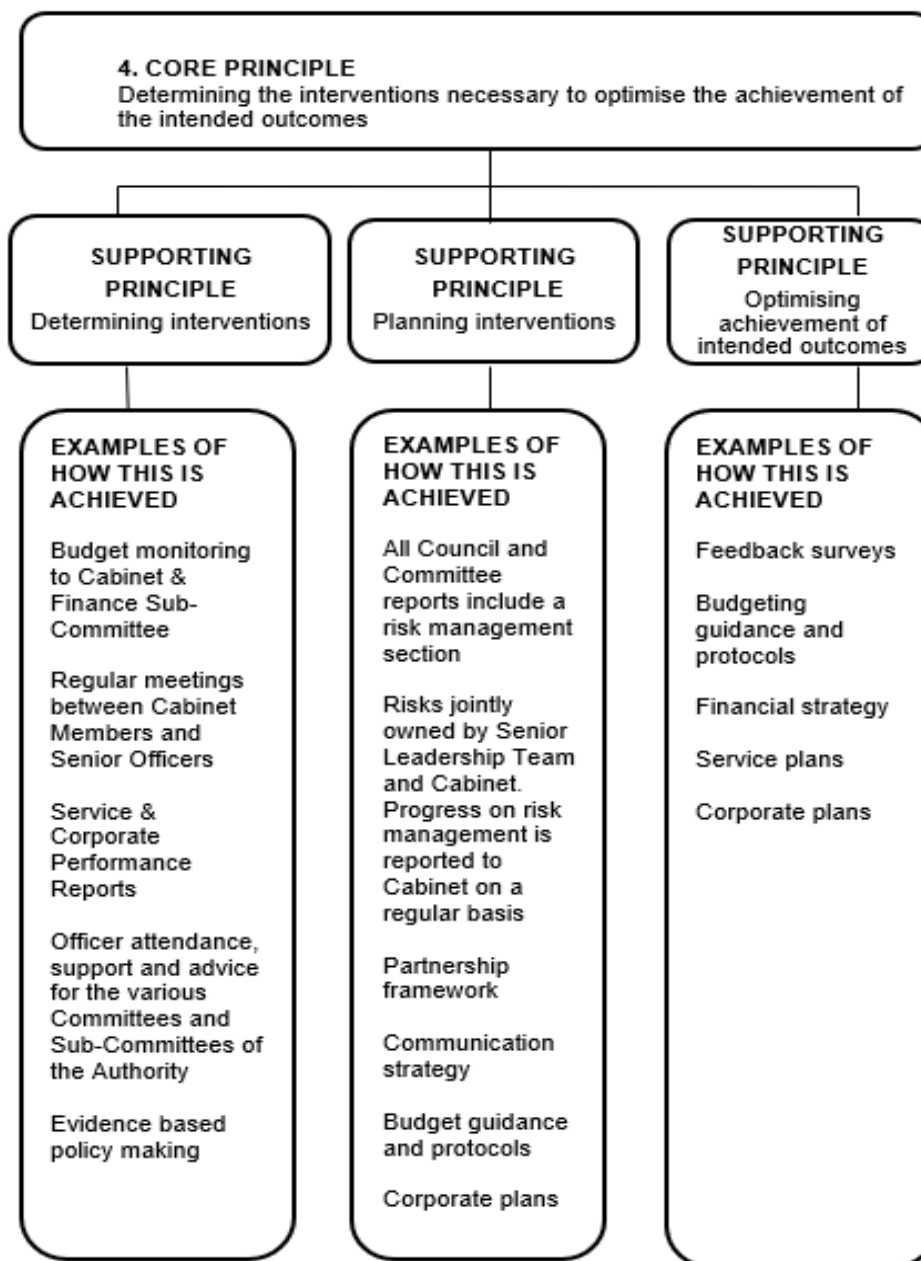 4. CORE PRINCIPLE
Determining the interventions necessary to optimise the achievement of
the intended outcomes
SUPPORTING
PRINCIPLE
Determining interventions
SUPPORTING
PRINCIPLE
Planning interventions
SUPPORTING
PRINCIPLE
Optimising
achievement of
intended outcomes
EXAMPLES OF
HOW THIS IS
ACHIEVED
Budget monitoring
to Cabinet &
Finance Sub-
Committee
Regular meetings
between Cabinet
Members and
Senior Officers
Service &
Corporate
Performance
Reports
Officer attendance,
support and advice
for the various
Committees and
Sub-Committees of
the Authority
Evidence based
policy making
EXAMPLES OF
HOW THIS IS
ACHIEVED
All Council and
Committee
reports include a
risk management
section
Risks jointly
owned by Senior
Leadership Team
and Cabinet.
Progress on risk
management is
reported to
Cabinet on a
regular basis
Partnership
framework
Communication
strategy
Budget guidance
and protocols
Corporate plans
EXAMPLES OF
HOW THIS IS
ACHIEVED
Feedback surveys
Budgeting
guidance and
protocols
Financial strategy
Service plans
Corporate plans